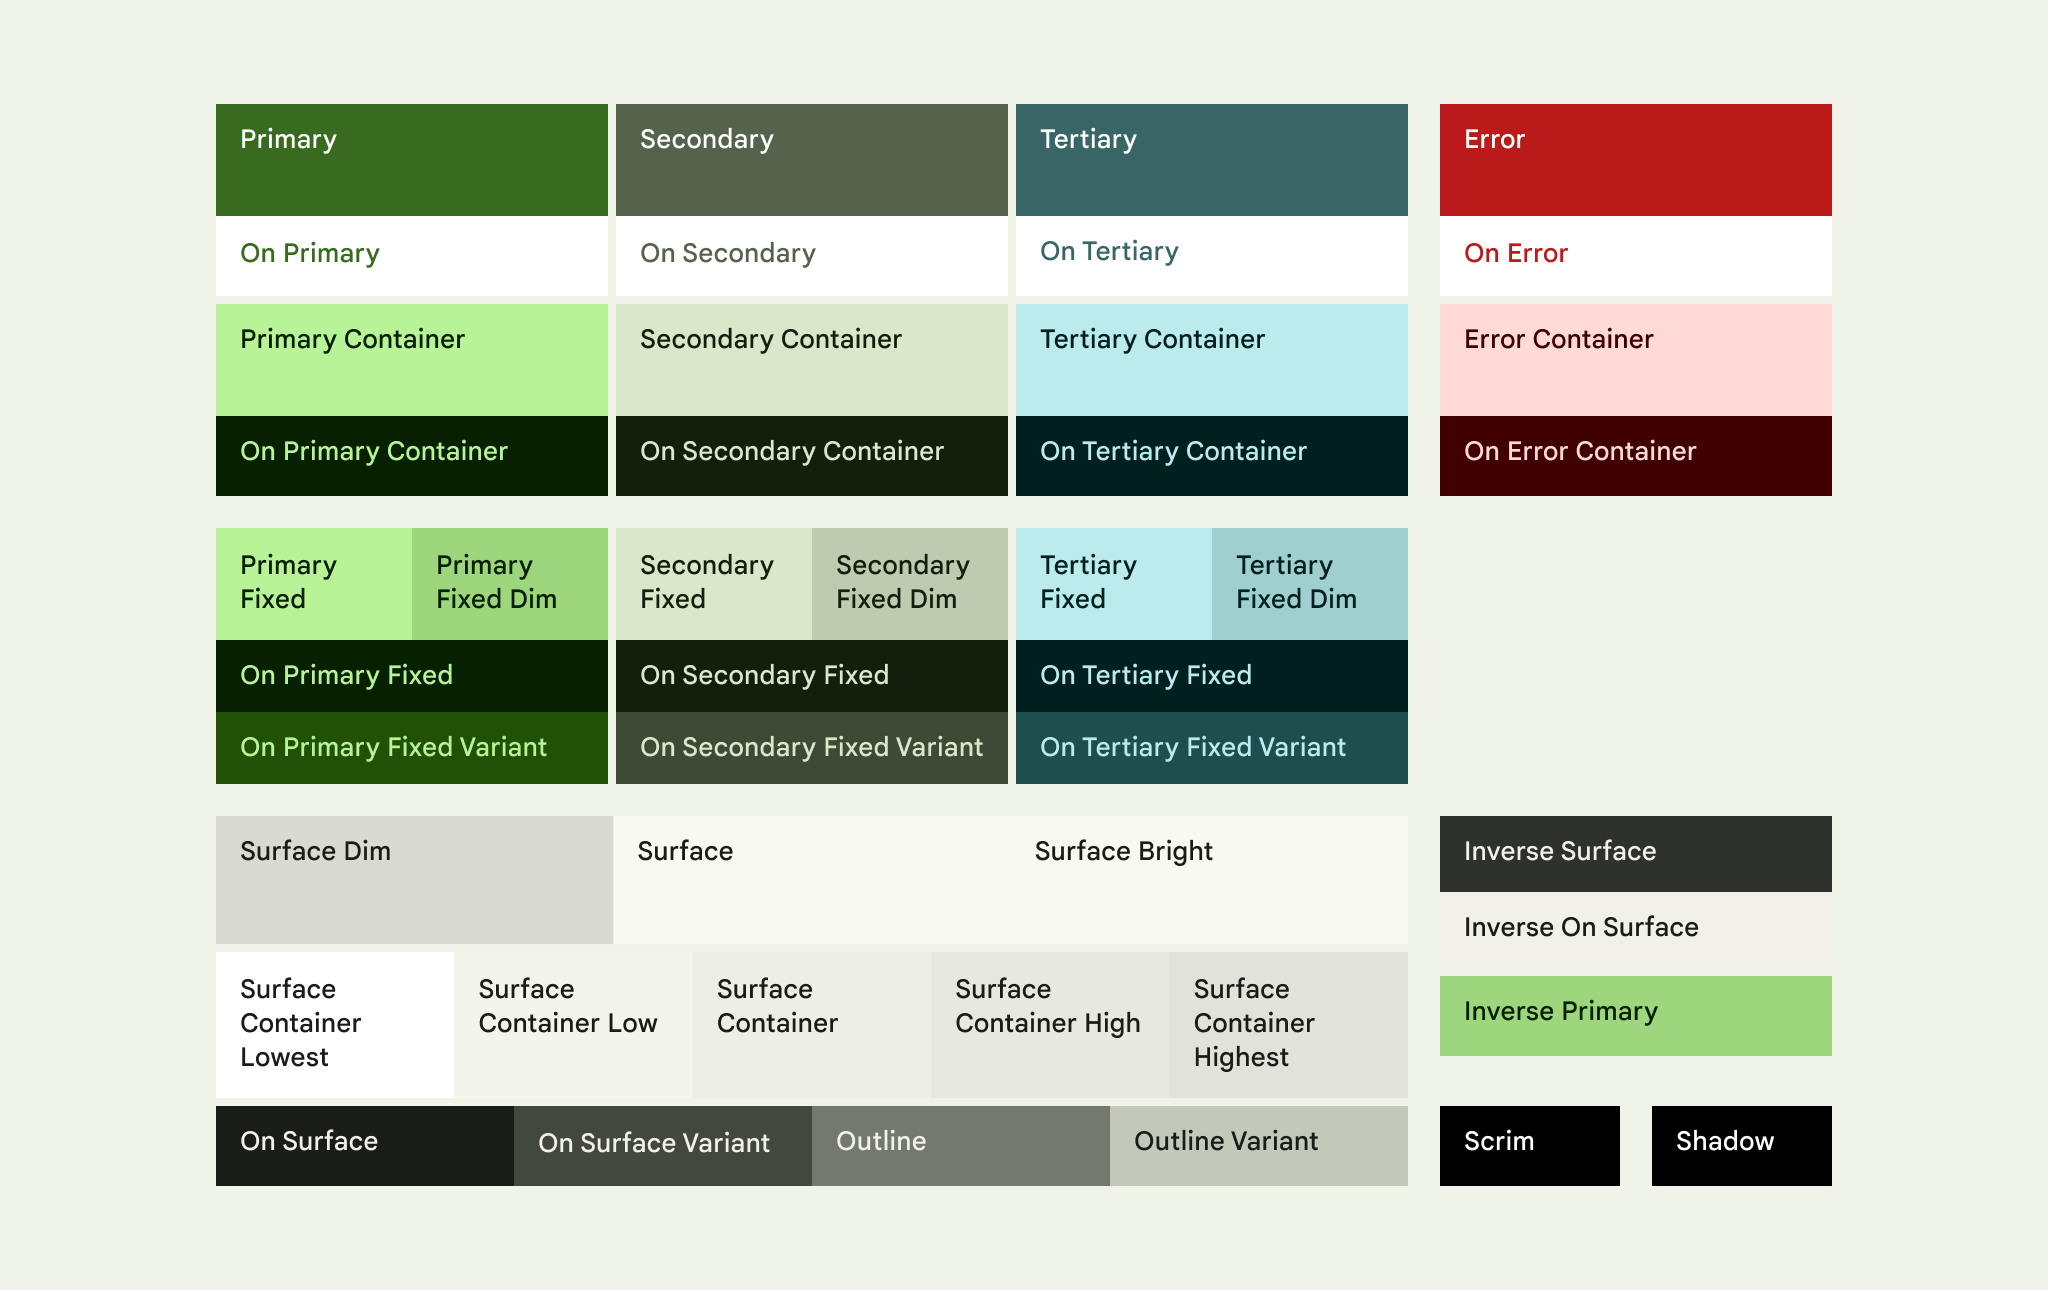 Primary
Secondary
Tertiary
Error
On Primary
On Secondary
On Tertiary
On Error
Primary Container
Secondary Container
Tertiary Container
Error Container
On Primary Container
On Secondary Container
On Tertiary Container
On Error Container
Primary
Fixed
Primary
Fixed Dim
Secondary
Fixed
Secondary
Fixed Dim
Tertiary
Fixed
Tertiary
Fixed Dim
On Primary Fixed
On Secondary Fixed
On Tertiary Fixed
On Primary Fixed Variant
On Secondary Fixed Variant
On Tertiary Fixed Variant
Surface Dim
Surface
Surface Bright
Inverse Surface
Inverse On Surface
Inverse Primary
Surface
Container
Lowest
Surface
Container Low
Surface
Container
Surface
Container High
Surface
Container
Highest
On Surface
On Surface Variant
Outline
Outline Variant
Scrim
Shadow